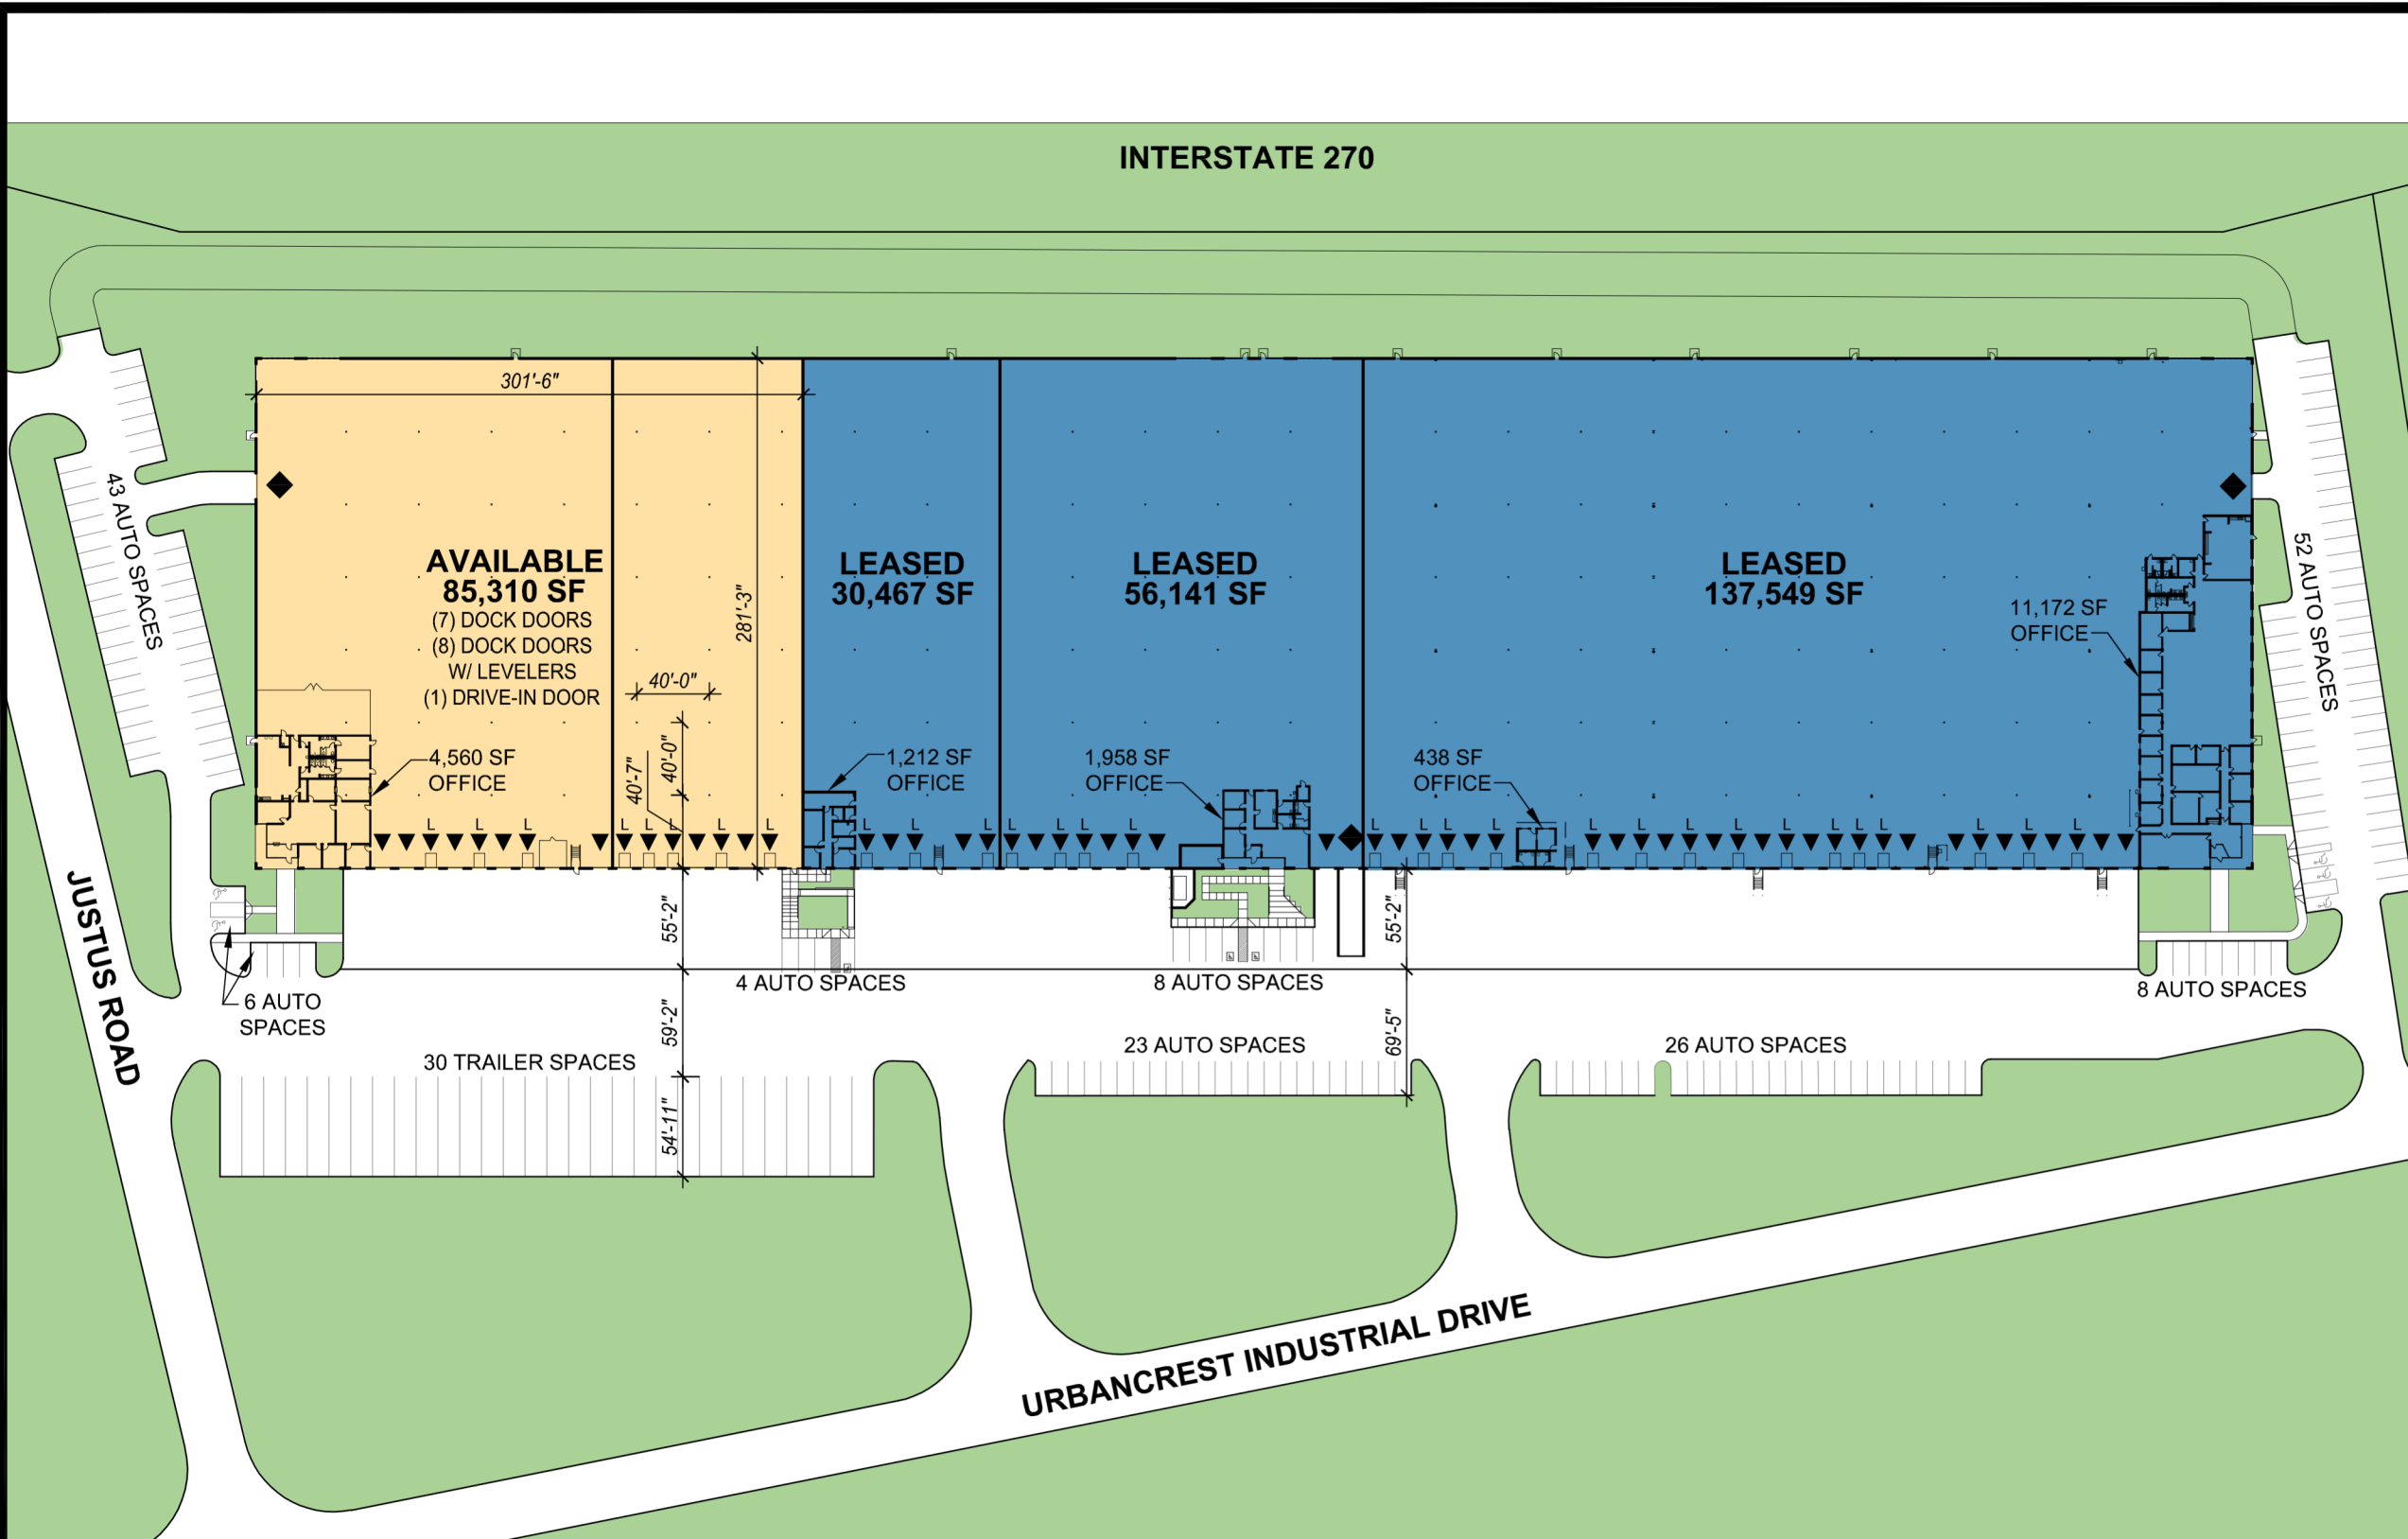 INTERSTATE 270
301'-6"
43 AUTO SPACES
AVAILABLE
85,310 SF
(7) DOCK DOORS
(8) DOCK DOORS
W/ LEVELERS
(1) DRIVE-IN DOOR
281'-3"
40'-0"
40'-0"
40'-7"
4,560 SF
OFFICE
LEASED
30,467 SF
1,212 SF
OFFICE
LEASED
56,141 SF
1,958 SF
OFFICE
LEASED
137,549 SF
438 SF
OFFICE
11,172 SF
OFFICE
52 AUTO SPACES
L L L L L L L L L L L L L L L L L L L L L L L L L L L L L L
JUSTUS ROAD
55'-2"
55'-2"
6 AUTO
SPACES
4 AUTO SPACES
8 AUTO SPACES
8 AUTO SPACES
59'-2"
69'-5"
30 TRAILER SPACES
23 AUTO SPACES
26 AUTO SPACES
54'-11"
URBANCREST INDUSTRIAL DRIVE